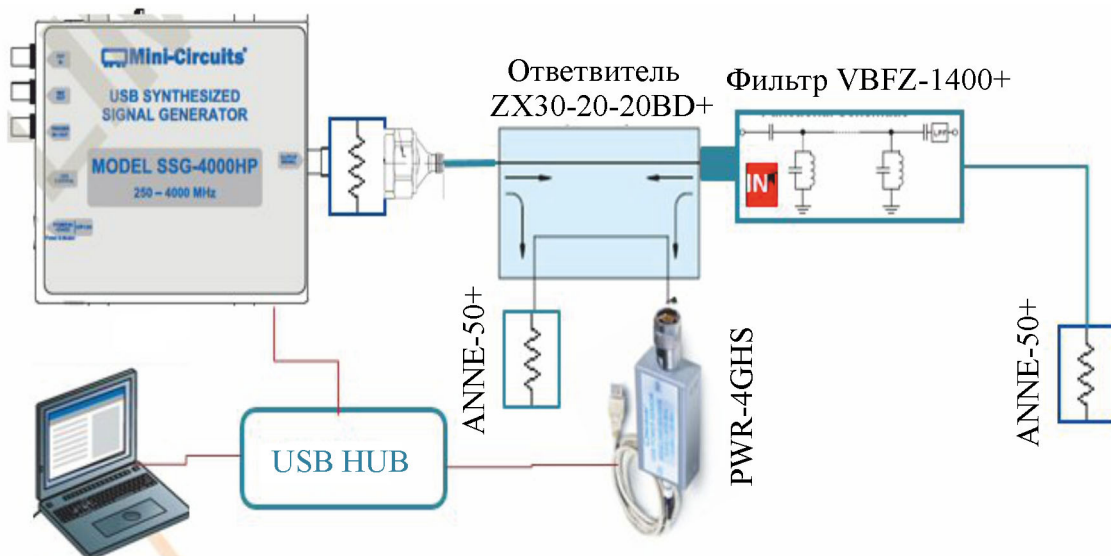 Mini-Circuits®
USB SYNTHESIZED
SIGNAL GENERATOR
MODEL SSG-4000HP
250 – 4000 MHz
Ответвитель
ZX30-20-20BD+
Фильтр VBFZ-1400+
IN
ANNE-50+
PWR-4GHS
ANNE-50+
USB HUB